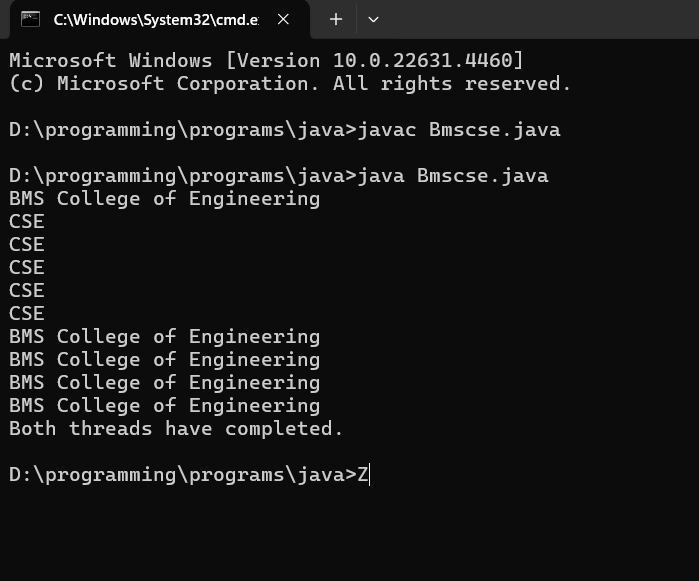 C:\Windows\System32\cmd.e
Microsoft Windows [Version 10.0.22631.4460]
(c) Microsoft Corporation. All rights reserved.
D:\programming\programs\java>javac Bmscse.java
D:\programming\programs\java>java Bmscse.java
BMS College of Engineering
CSE
CSE
CSE
CSE
CSE
BMS College of Engineering
BMS College of Engineering
BMS College of Engineering
BMS College of Engineering
Both threads have completed.
D:\programming\programs\java>Z